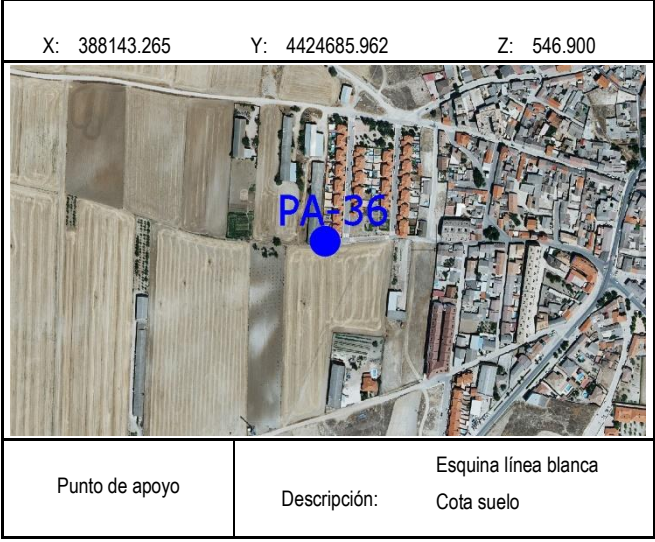 X: 388143.265 Y: 4424685.962 Z: 546.900
PA-36
Punto de apoyo
Descripción:
Esquina línea blanca
Cota suelo